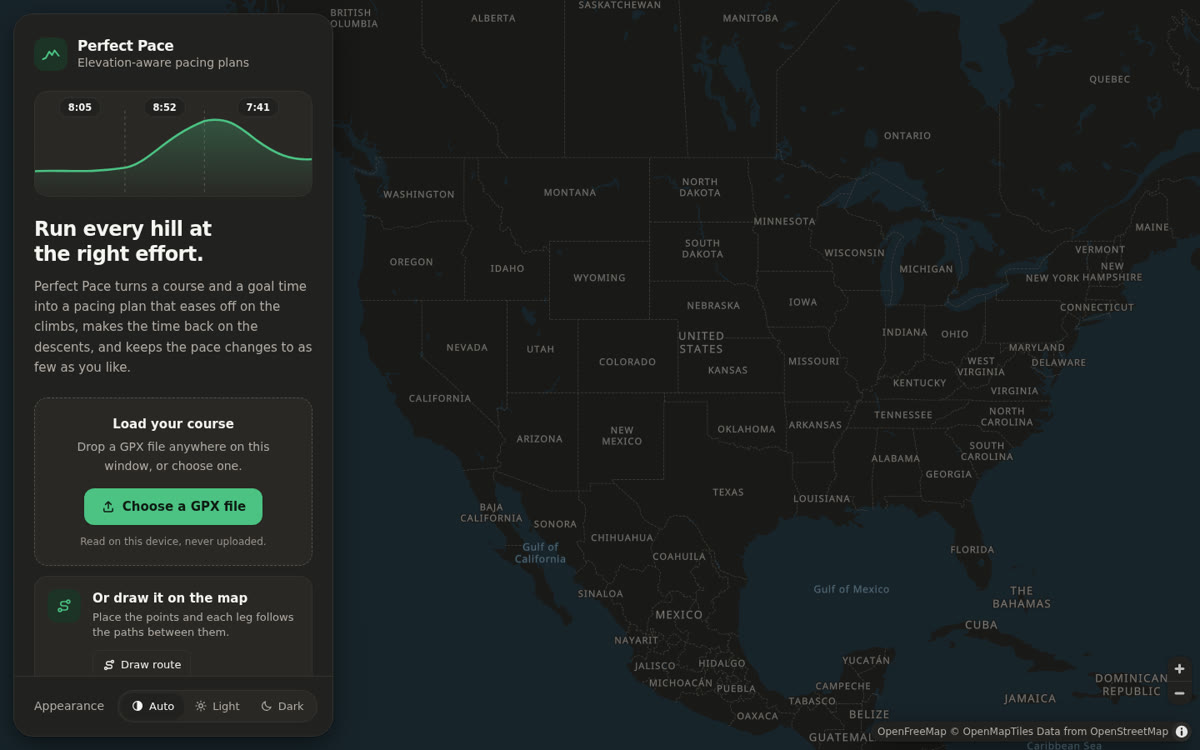 Perfect Pace
Elevation-aware pacing plans
8:05
8:52
7:41
Run every hill at
the right effort.
Perfect Pace turns a course and a goal time
into a pacing plan that eases off on the
climbs, makes the time back on the
descents, and keeps the pace changes to as
few as you like.
Load your course
Drop a GPX file anywhere on this
window, or choose one.
Choose a GPX file
Read on this device, never uploaded.
Or draw it on the map
Place the points and each leg follows
the paths between them.
Draw route
Appearance
Auto
Light
Dark
BRITISH
OLUMBIA
ALBERTA
SASKATCHEWAN
MANITOBA
QUEBEC
ONTARIO
WASHINGTON
MONTANA
NORTH
DAKOTA
MINNESOTA
MAINE
OREGON
IDAHO
WYOMING
SOUTH
DAKOTA
WISCONSIN
MICHIGAN
VERMONT
NEW YORK
NEW
HAMPSHIRE
NEBRASKA
IOWA
CONNECTICUT
NEVADA
UTAH
COLORADO
UNITED
STATES
KANSAS
MISSOURI
INDIANA
OHIO
MARYLAND
DELAWARE
WEST
VIRGINIA
KENTUCKY
VIRGINIA
CALIFORNIA
ARIZONA
NEW
MEXICO
OKLAHOMA
ARKANSAS
TENNESSEE
NORTH
CAROLINA
SOUTH
CAROLINA
ALABAMA
GEORGIA
TEXAS
LOUISIANA
BAJA
CALIFORNIA
SONORA
CHIHUAHUA
COAHUILA
Gulf of
California
FLORIDA
SINALOA
Gulf of Mexico
THE
BAHAMAS
MEXICO
CUBA
NAYARIT
JALISCO
HIDALGO
YUCATÁN
MICHOACÁN
PUEBLA
CAMPECHE
TABASCO
DOMINICAN
REPUBLIC
JAMAICA
OAXACA
BELIZE
GUATEMAL
OpenFreeMap © OpenMapTiles Data from OpenStreetMap
Caribbean Sea